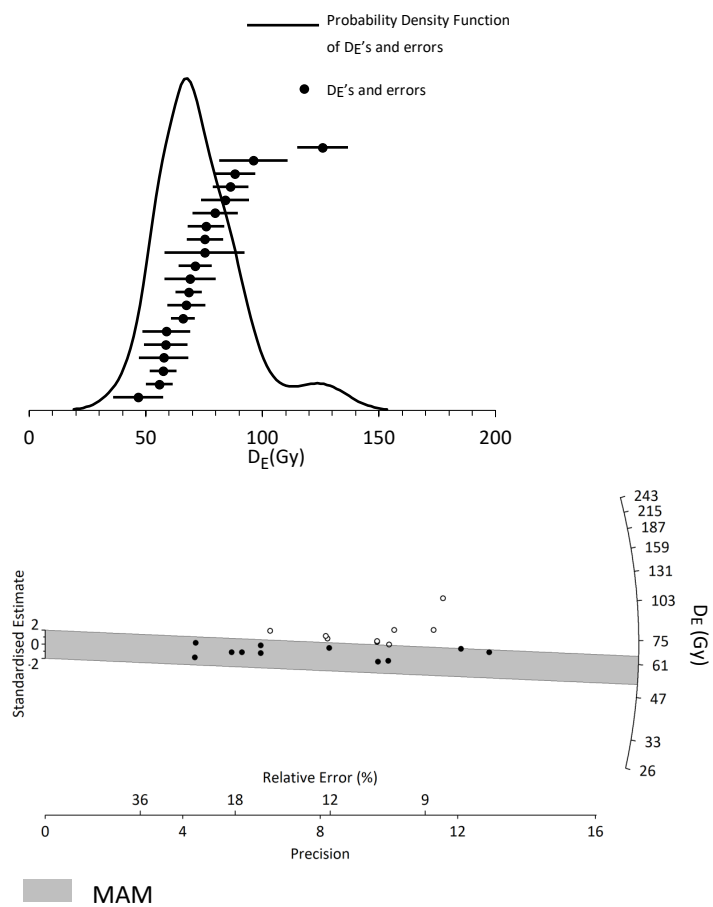 Probability Density Function
of DE's and errors
DE's and errors
0 50 100 150 200
DE(Gy)
243
215
187
159
131
103
75
61
47
33
26
DE (Gy)
Standardised Estimate
2
0
-2
Relative Error (%)
36 18 12 9
0 4 8 12 16
Precision
MAM